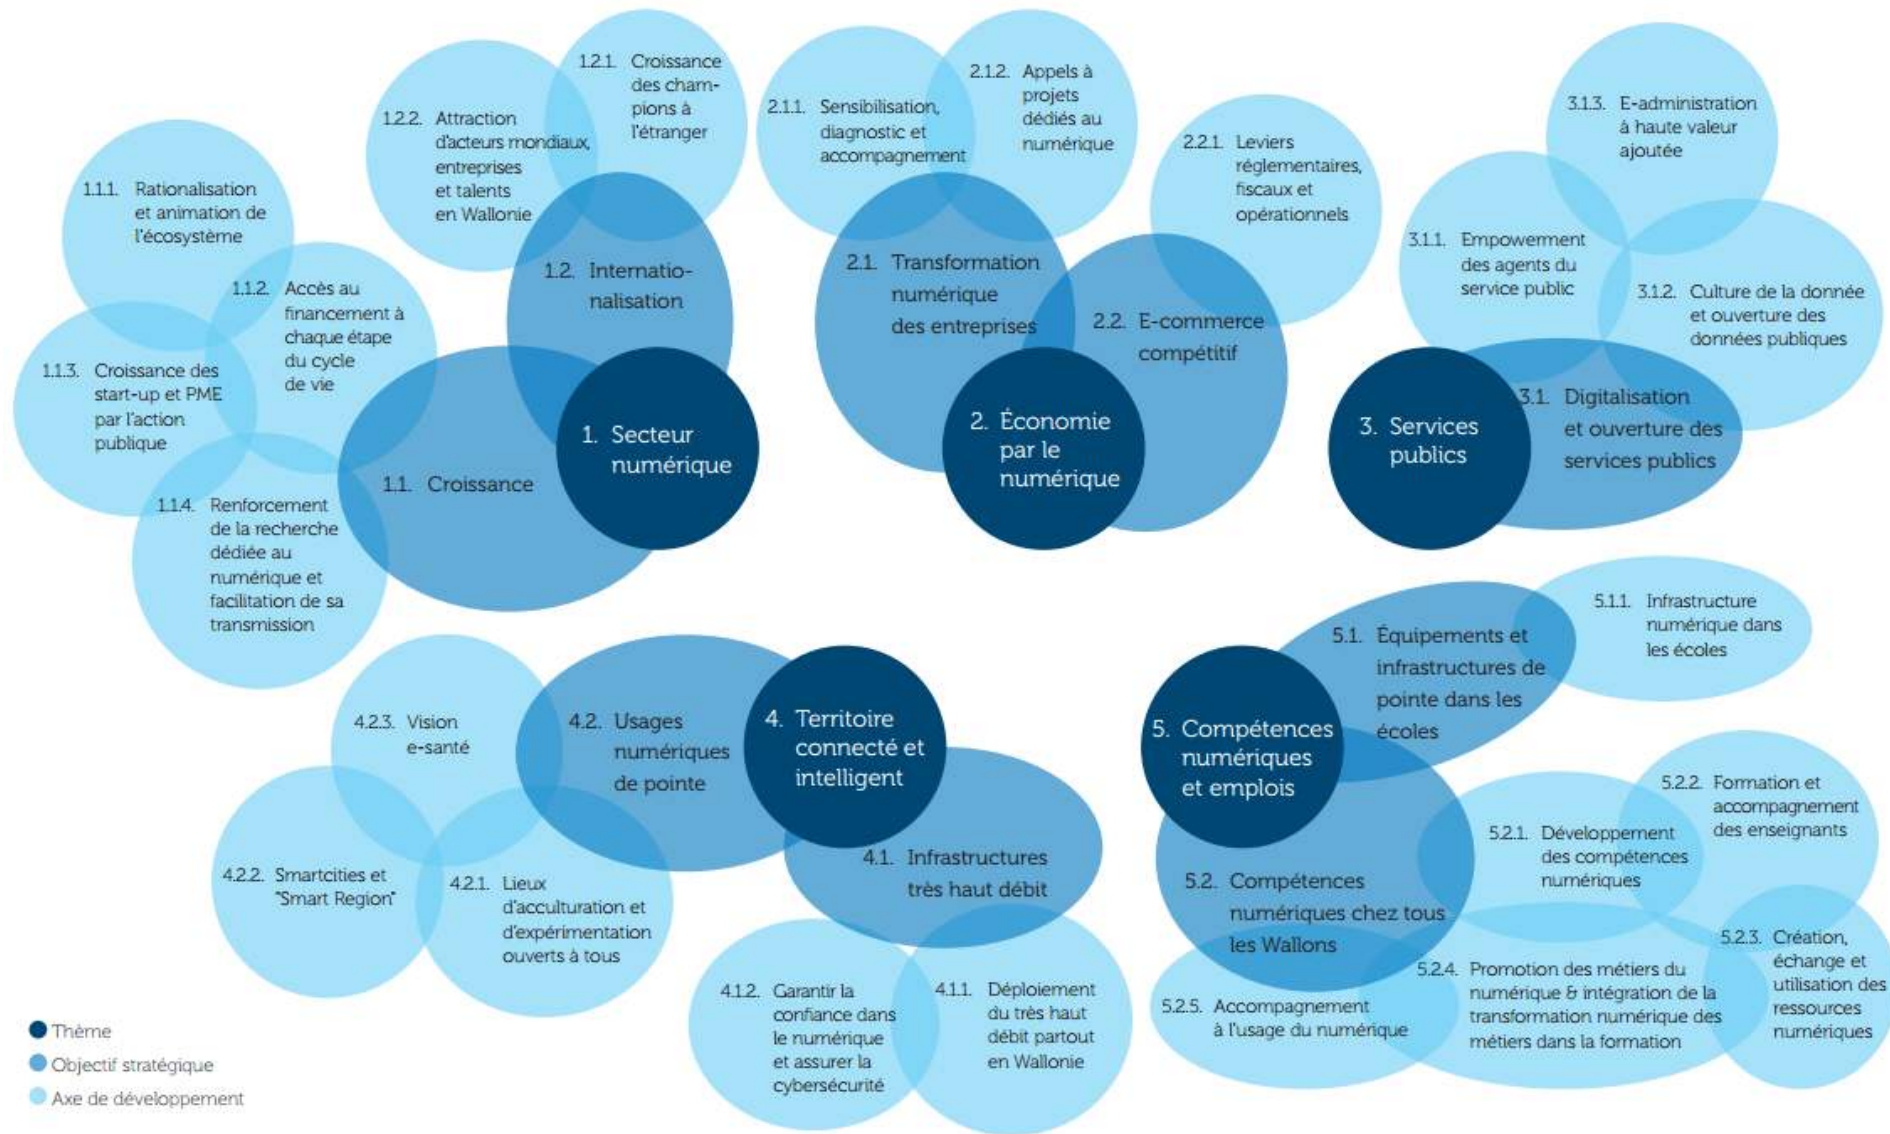 1.1.1. Rationalisation
et animation de
l'écosystème
1.1.2. Accès au
financement à
chaque étape
du cycle
de vie
1.1.3. Croissance des
start-up et PME
par l'action
publique
1.1.4. Renforcement
de la recherche
dédiée au
numérique et
facilitation de sa
transmission
1.1. Croissance
1.2.2. Attraction
d'acteurs mondiaux,
entreprises
et talents
en Wallonie
1.2.1. Croissance
des cham-
pions à
l'étranger
1.2. Internatio-
nalisation
1. Secteur
numérique
2.1.1. Sensibilisation,
diagnostic et
accompagnement
2.1.2. Appels à
projets
dédiés au
numérique
2.1. Transformation
numérique
des entreprises
2.2.1. Leviers
réglementaires,
fiscaux et
opérationnels
2.2. E-commerce
compétitif
2. Économie
par le
numérique
3.1.3. E-administration
à haute valeur
ajoutée
3.1.1. Empowerment
des agents du
service public
3.1.2. Culture de la donnée
et ouverture des
données publiques
3.1. Digitalisation
et ouverture des
services publics
3. Services
publics
4.2.3. Vision
e-santé
4.2.2. Smartcities et
"Smart Region"
4.2.1. Lieux
d'acculturation et
d'expérimentation
ouverts à tous
4.2. Usages
numériques
de pointe
4. Territoire
connecté et
intelligent
4.1. Infrastructures
très haut débit
4.1.2. Garantir la
confiance dans
le numérique
et assurer la
cybersécurité
4.1.1. Déploiement
du très haut
débit partout
en Wallonie
5.1.1. Infrastructure
numérique dans
les écoles
5.1. Équipements et
infrastructures de
pointe dans les
écoles
5. Compétences
numériques
et emplois
5.2. Compétences
numériques chez tous
les Wallons
5.2.1. Développement
des compétences
numériques
5.2.2. Formation et
accompagnement
des enseignants
5.2.3. Création,
échange et
utilisation des
ressources
numériques
5.2.4. Promotion des métiers du
numérique & intégration de la
transformation numérique des
métiers dans la formation
5.2.5. Accompagnement
à l'usage du numérique
Thème
Objectif stratégique
Axe de développement